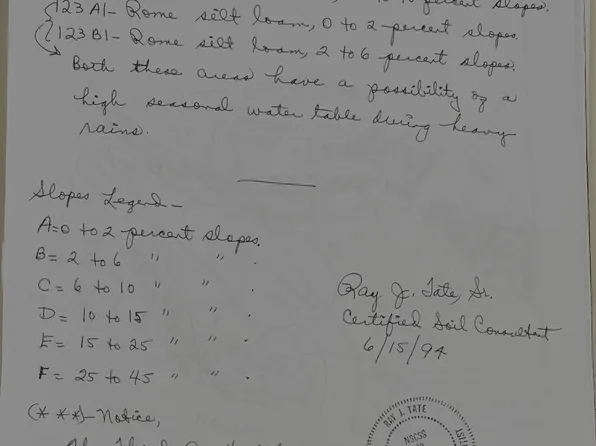 percent slopes.
123 A1- Rome silt loam, 0 to 2 percent slopes.
123 B1- Rome silt loam, 2 to 6 percent slopes.
Both these areas have a possibility of a
high seasonal water table during heavy
rains.
Slopes Legend-
A=0 to 2 percent slopes.
B= 2 to 6 " " .
C= 6 to 10 " " .
D= 10 to 15 " " .
E= 15 to 25 " " .
F= 25 to 45 " " .
Ray J. Tate, Sr.
Certified Soil Consultant
6/15/94
(***)-Notice,
RAY J. TATE
NSCSS